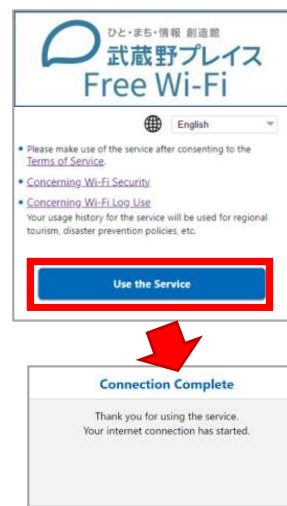 ひと・まち・情報 創造館
武蔵野プレイス
Free Wi-Fi
English
Please make use of the service after consenting to the
Terms of Service.
Concerning Wi-Fi Security
Concerning Wi-Fi Log Use
Your usage history for the service will be used for regional
tourism, disaster prevention policies, etc.
Use the Service
Connection Complete
Thank you for using the service.
Your internet connection has started.